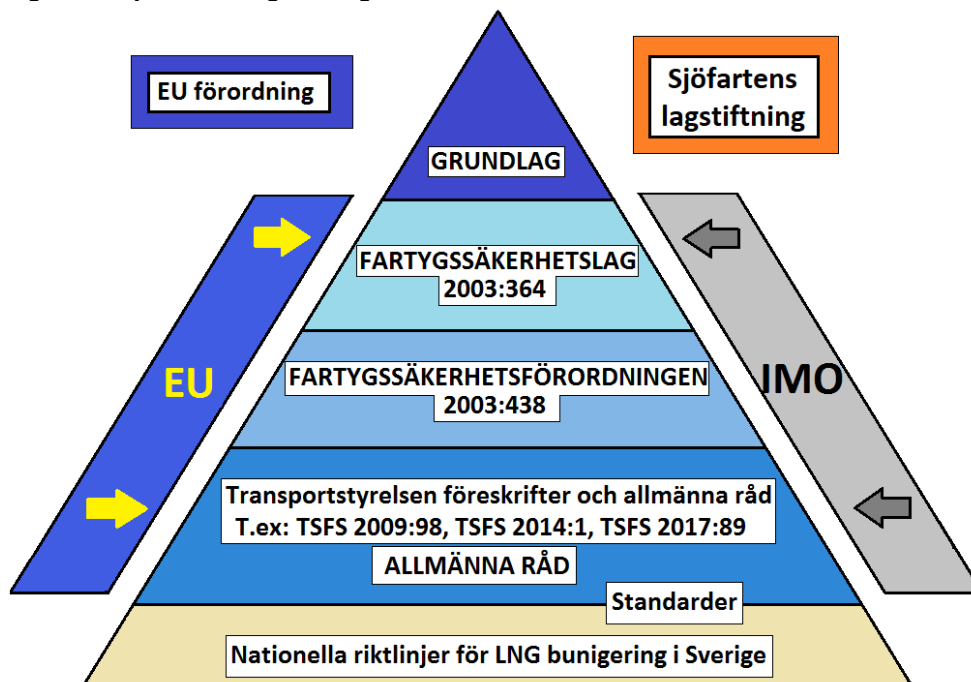 EU förordning
Sjöfartens
lagstiftning
GRUNDLAG
FARTYGSSÄKERHETSLAG
2003:364
EU
FARTYGSSÄKERHETSFÖRORDNINGEN
2003:438
IMO
Transportstyrelsen föreskrifter och allmänna råd
T.ex: TSFS 2009:98, TSFS 2014:1, TSFS 2017:89
ALLMÄNNA RÅD
Standarder
Nationella riktlinjer för LNG bunigering i Sverige